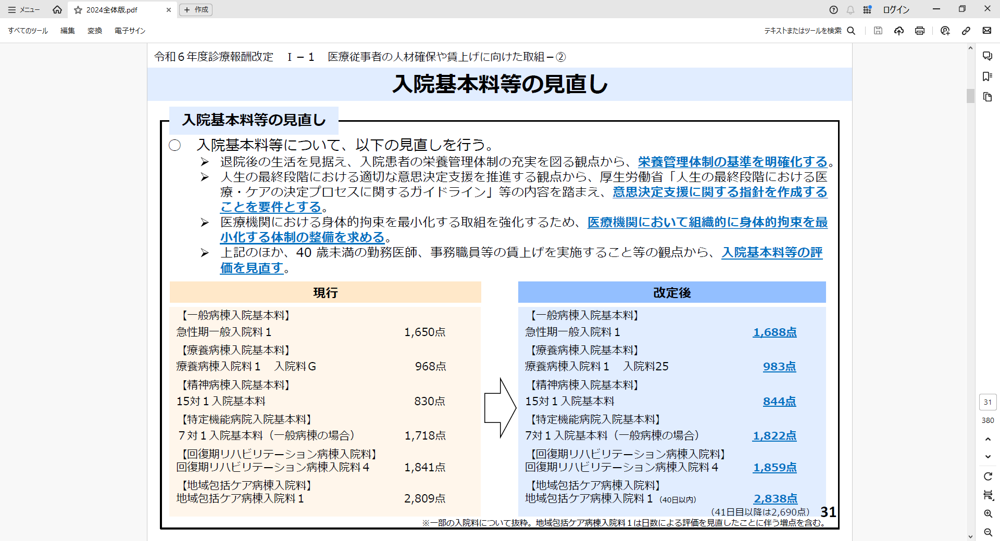 メニュー
2024全体版.pdf
作成
ログイン
すべてのツール 編集 変換 電子サイン
テキストまたはツールを検索
令和６年度診療報酬改定 Ⅰ－１ 医療従事者の人材確保や賃上げに向けた取組－②
入院基本料等の見直し
入院基本料等の見直し
○ 入院基本料等について、以下の見直しを行う。
➢ 退院後の生活を見据え、入院患者の栄養管理体制の充実を図る観点から、栄養管理体制の基準を明確化する。
➢ 人生の最終段階における適切な意思決定支援を推進する観点から、厚生労働省「人生の最終段階における医
療・ケアの決定プロセスに関するガイドライン」等の内容を踏まえ、意思決定支援に関する指針を作成する
ことを要件とする。
➢ 医療機関における身体的拘束を最小化する取組を強化するため、医療機関において組織的に身体的拘束を最
小化する体制の整備を求める。
➢ 上記のほか、40 歳未満の勤務医師、事務職員等の賃上げを実施すること等の観点から、入院基本料等の評
価を見直す。
現行
【一般病棟入院基本料】
急性期一般入院料１ 1,650点
【療養病棟入院基本料】
療養病棟入院料１ 入院料Ｇ 968点
【精神病棟入院基本料】
15対１入院基本料 830点
【特定機能病院入院基本料】
７対１入院基本料（一般病棟の場合） 1,718点
【回復期リハビリテーション病棟入院料】
回復期リハビリテーション病棟入院料４ 1,841点
【地域包括ケア病棟入院料】
地域包括ケア病棟入院料１ 2,809点
改定後
【一般病棟入院基本料】
急性期一般入院料１ 1,688点
【療養病棟入院基本料】
療養病棟入院料１ 入院料25 983点
【精神病棟入院基本料】
15対１入院基本料 844点
【特定機能病院入院基本料】
7対１入院基本料（一般病棟の場合） 1,822点
【回復期リハビリテーション病棟入院料】
回復期リハビリテーション病棟入院料４ 1,859点
【地域包括ケア病棟入院料】
地域包括ケア病棟入院料１（40日以内） 2,838点
（41日目以降は2,690点）
31
※一部の入院料について抜粋。地域包括ケア病棟入院料１は日数による評価を見直したことに伴う増点を含む。
31
380